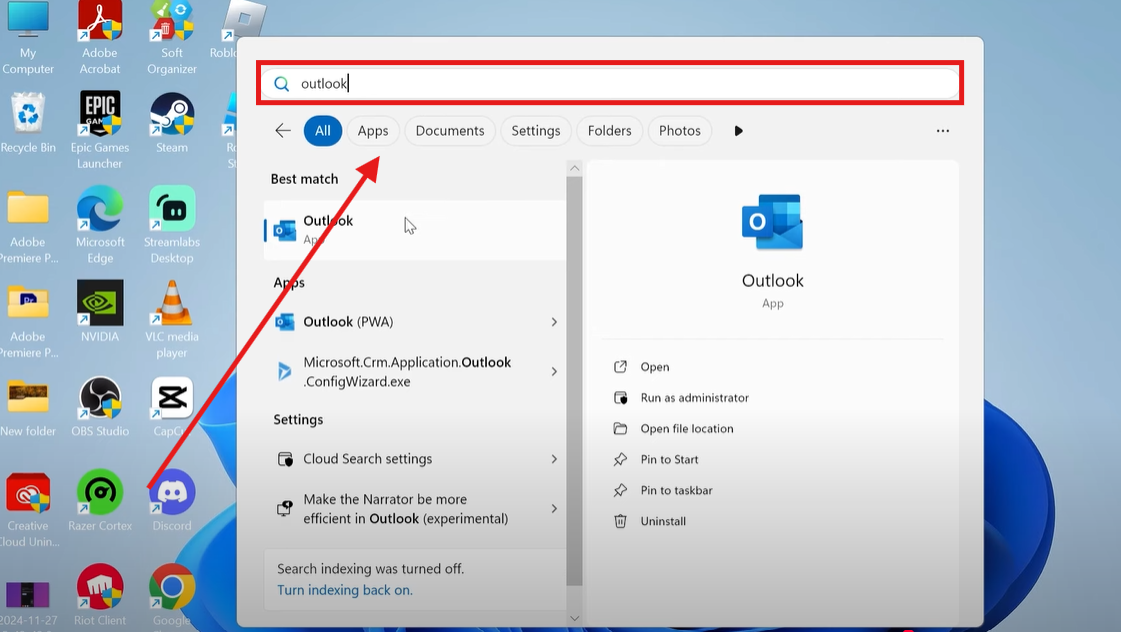 My
Computer
Adobe
Acrobat
Soft
Organizer
Recycle Bin
EPIC
Epic Games
Launcher
Steam
Adobe
Premiere P...
Microsoft
Edge
Streamlabs
Desktop
Pr
Adobe
Premiere P...
NVIDIA
VLC media
player
New folder
OBS Studio
Creative
Cloud Unin...
Razer Cortex
Discord
2024-11-27
Riot Client
Google
outlook
All
Apps
Documents
Settings
Folders
Photos
...
Best match
Outlook
App
Apps
Outlook (PWA)
Microsoft.Crm.Application.Outlook
.ConfigWizard.exe
Settings
Cloud Search settings
Make the Narrator be more
efficient in Outlook (experimental)
Search indexing was turned off.
Turn indexing back on.
O
Outlook
App
Open
Run as administrator
Open file location
Pin to Start
Pin to taskbar
Uninstall